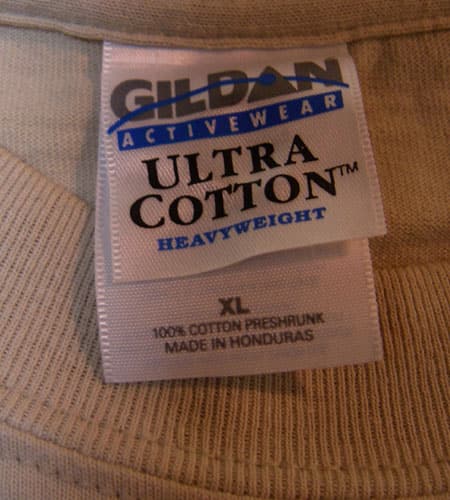 GILDAN
ACTIVEWEAR
ULTRA
COTTON™
HEAVYWEIGHT
XL
100% COTTON PRESHRUNK
MADE IN HONDURAS